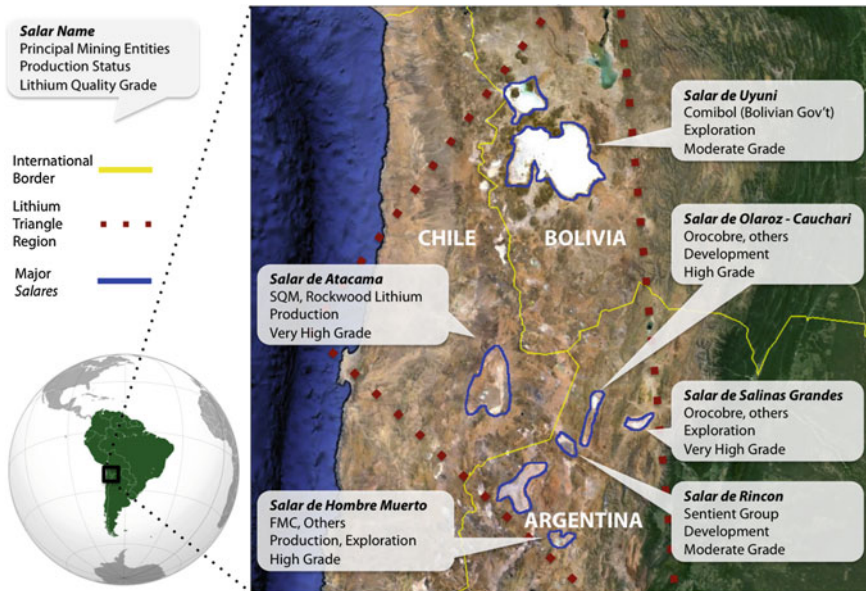 Salar Name
Principal Mining Entities
Production Status
Lithium Quality Grade
International
Border
Lithium
Triangle
Region
Major
Salares
Salar de Uyuni
Comibol (Bolivian Gov't)
Exploration
Moderate Grade
CHILE
BOLIVIA
Salar de Olaroz - Cauchari
Orocobre, others
Development
High Grade
Salar de Atacama
SQM, Rockwood Lithium
Production
Very High Grade
Salar de Salinas Grandes
Orocobre, others
Exploration
Very High Grade
Salar de Hombre Muerto
FMC, Others
Production, Exploration
High Grade
ARGENTINA
Salar de Rincon
Sentient Group
Development
Moderate Grade